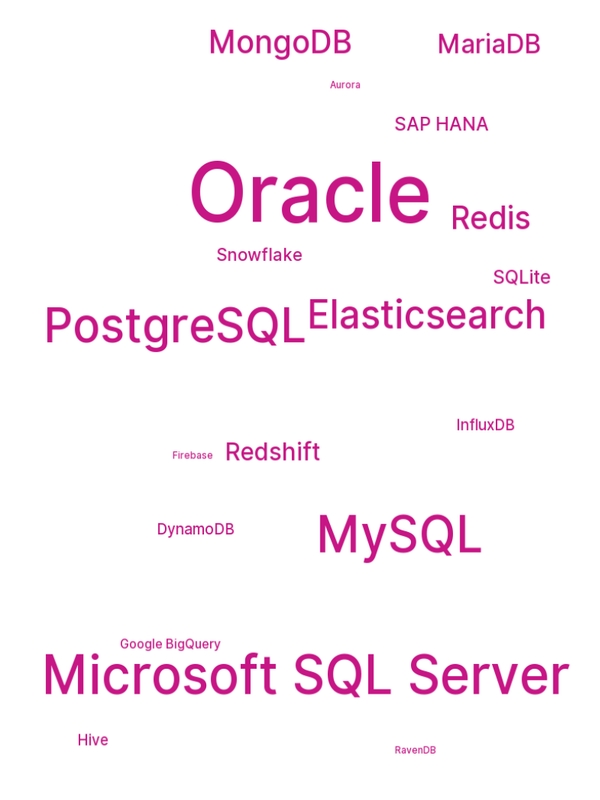 MongoDB
MariaDB
Aurora
SAP HANA
Oracle
Redis
Snowflake
SQLite
PostgreSQL
Elasticsearch
InfluxDB
Firebase
Redshift
DynamoDB
MySQL
Google BigQuery
Microsoft SQL Server
Hive
RavenDB